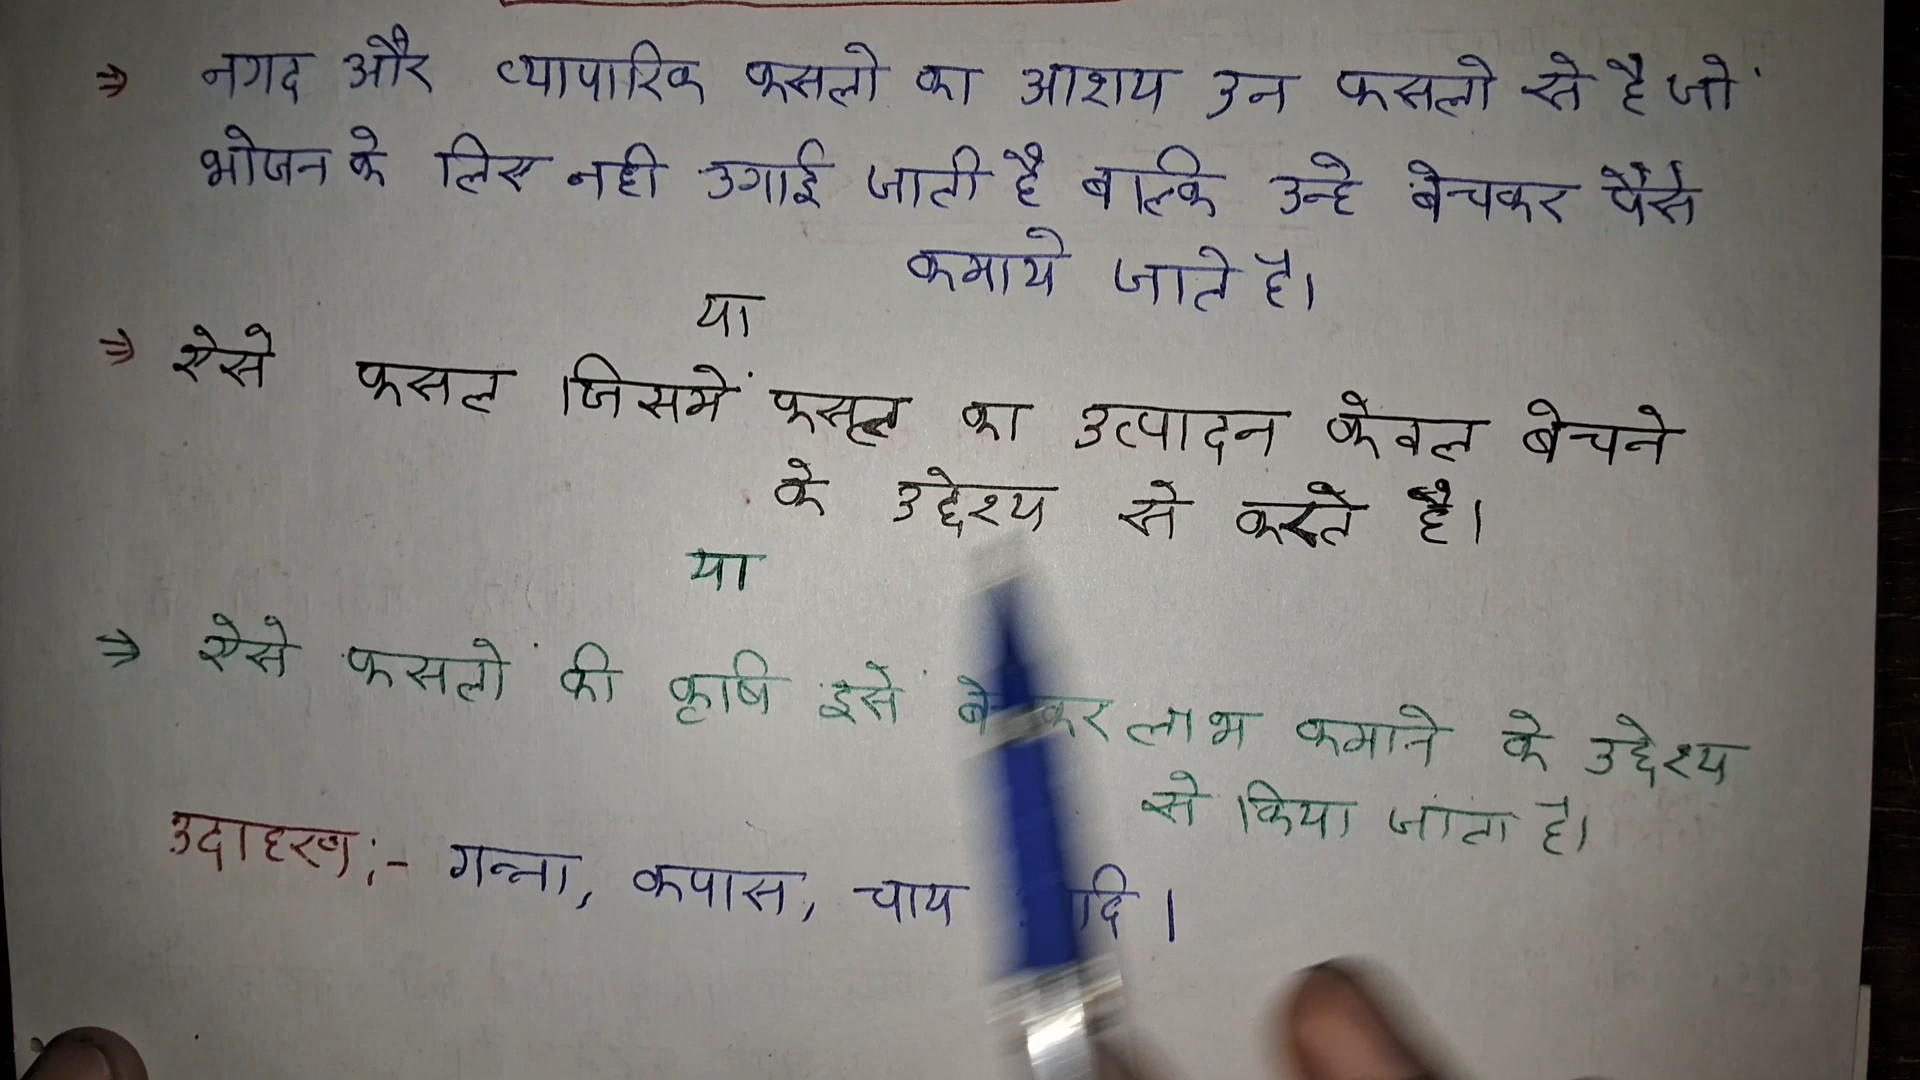 ⇒ नगद और व्यापारिक फसलो का आशय उन फसलो से है जो
भोजन के लिए नही उगाई जाती है बल्कि उन्हे बेचकर पैसे
कमाये जाते है।
या
⇒ ऐसे फसल जिसमें फसल का उत्पादन केवल बेचने
के उद्देश्य से करते है।
या
⇒ ऐसे फसलो की कृषि इसे लाभ कमाने के उद्देश्य
से किया जाता है।
उदाहरण:- गन्ना, कपास, चाय ।